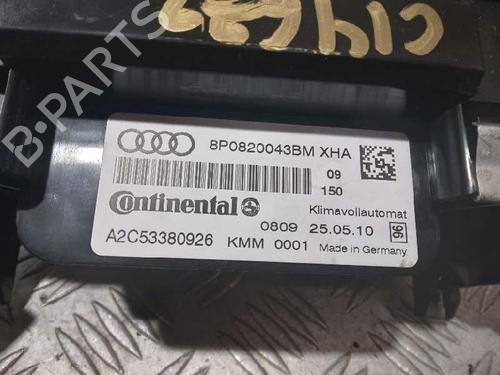 8P0820043BM XHA
09
150
Continental
Klimavollautomat
0809 25.05.10
96
A2C53380926 KMM 0001 Made in Germany
B-PARTS